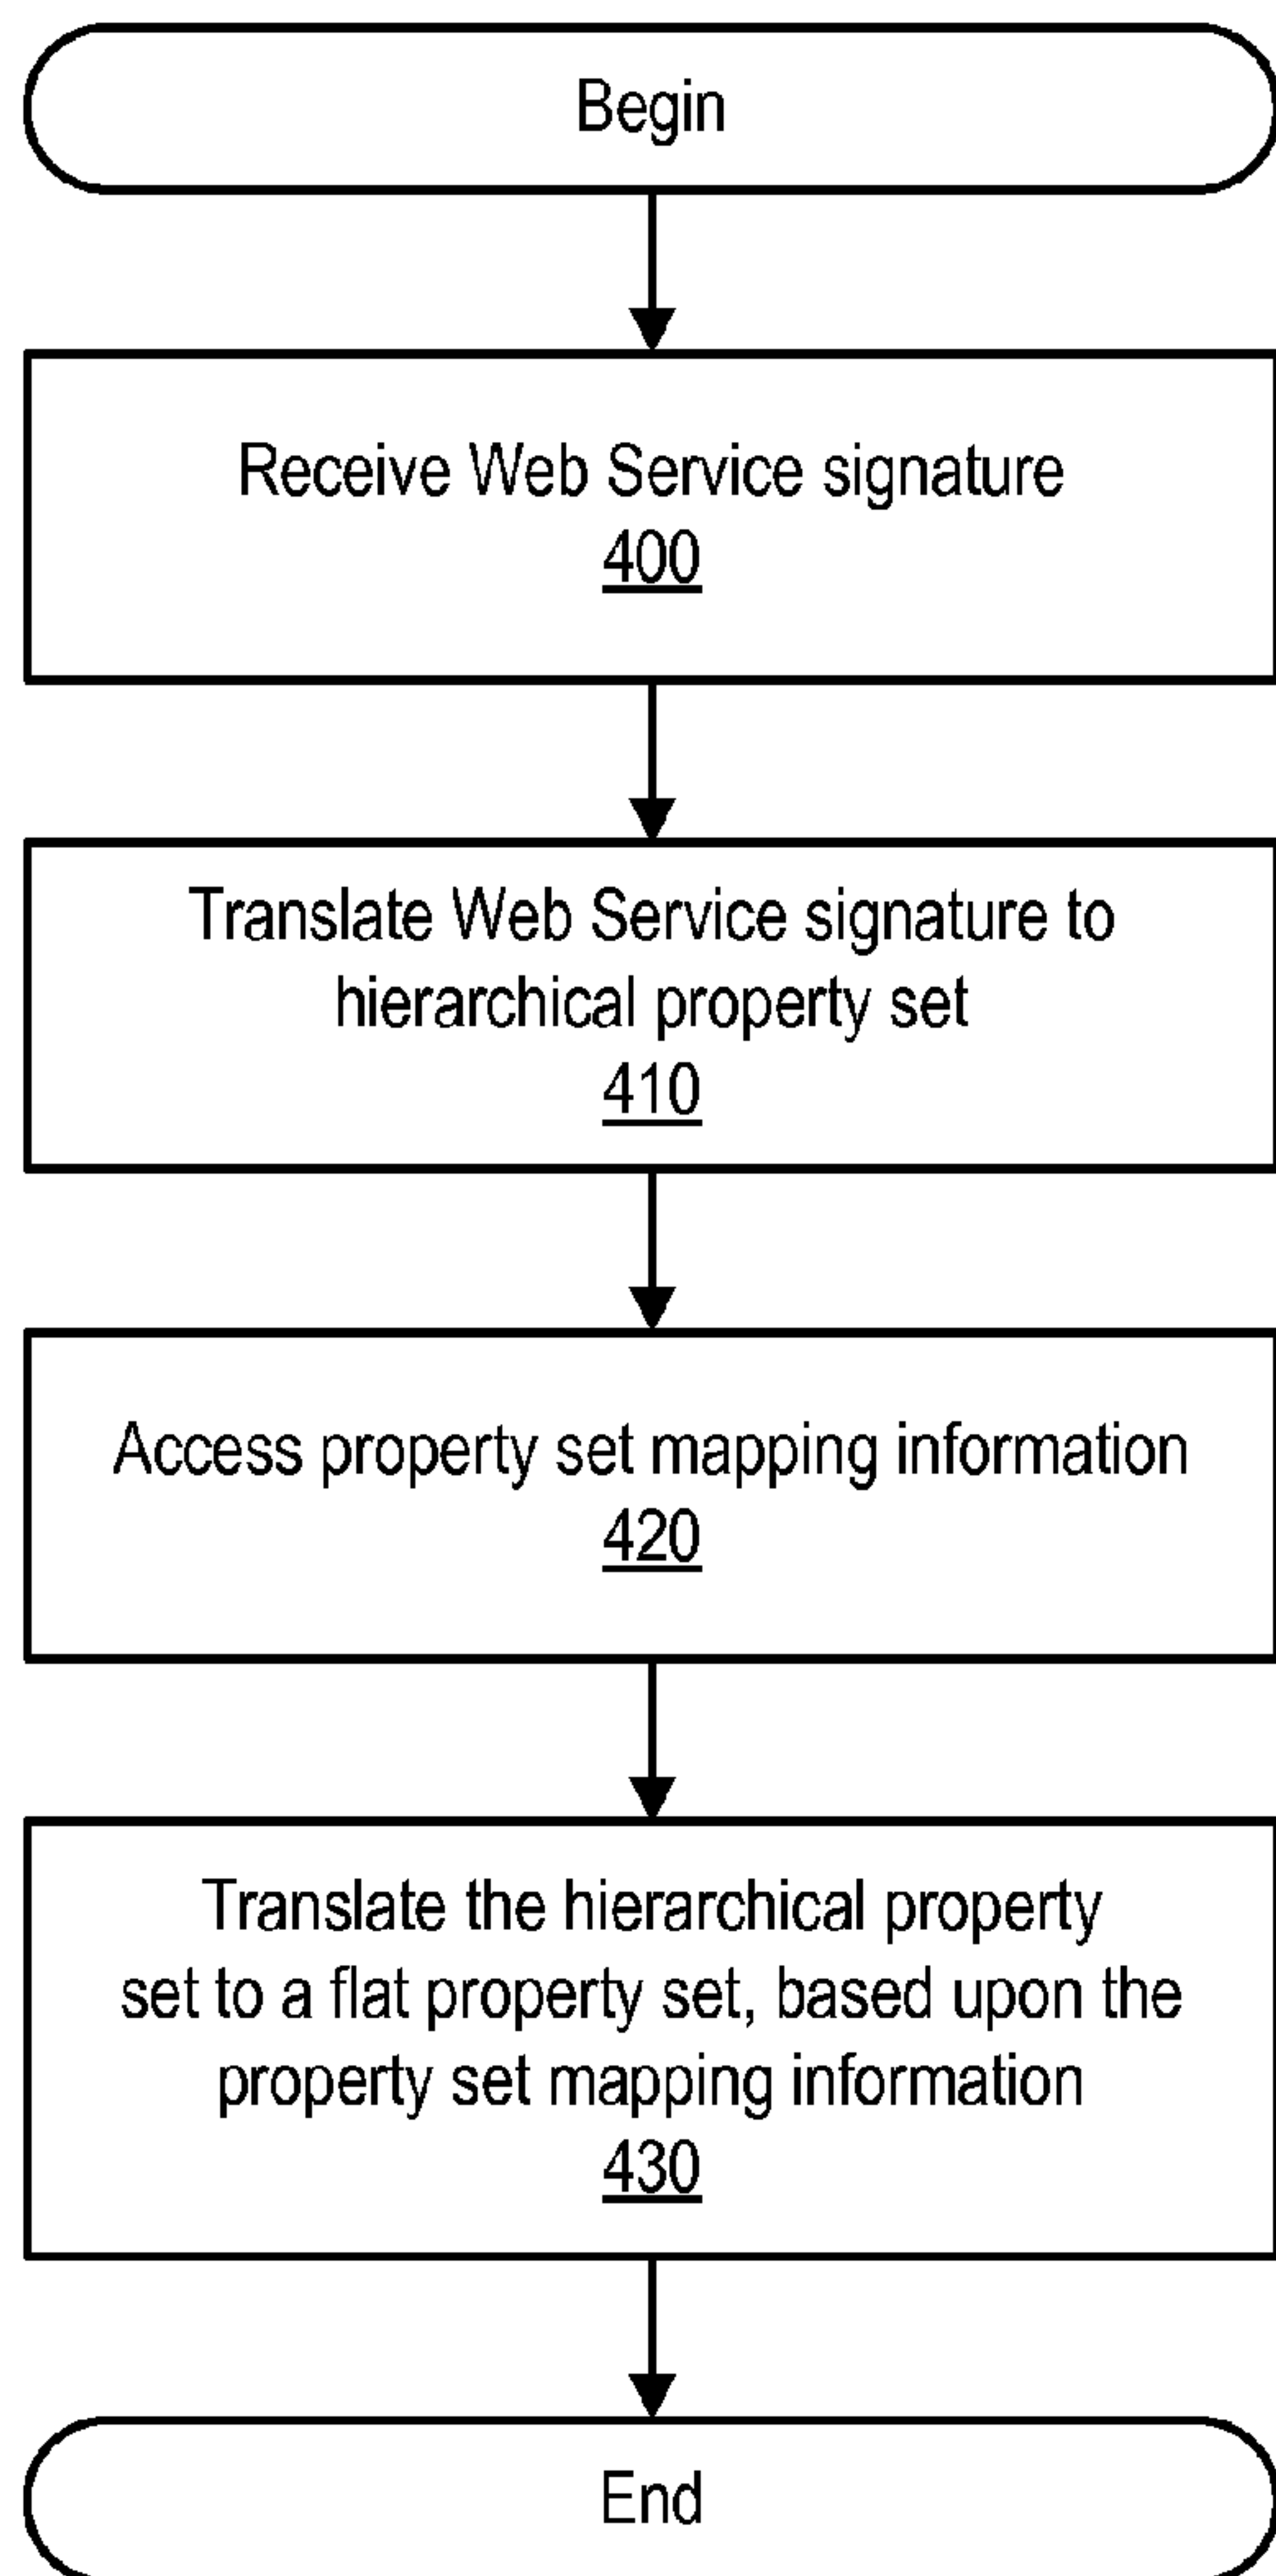 Begin
Receive Web Service signature
400
Translate Web Service signature to
hierarchical property set
410
Access property set mapping information
420
Translate the hierarchical property
set to a flat property set, based upon the
property set mapping information
430
End